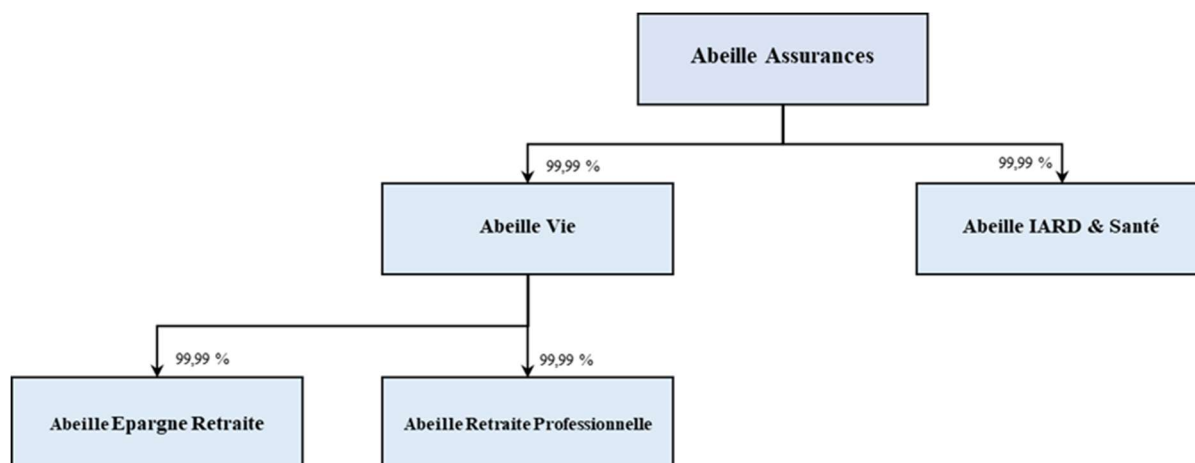 Abeille Assurances
99,99 %
99,99 %
Abeille Vie
Abeille IARD & Santé
99,99 %
99,99 %
Abeille Epargne Retraite
Abeille Retraite Professionnelle